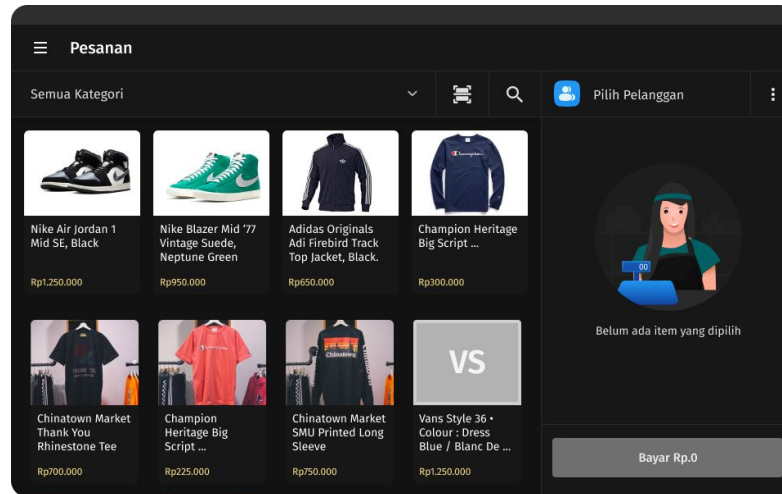 Pesanan
Semua Kategori
Pilih Pelanggan
Nike Air Jordan 1
Mid SE, Black
Rp1.250.000
Nike Blazer Mid ‘77
Vintage Suede,
Neptune Green
Rp950.000
Adidas Originals
Adi Firebird Track
Top Jacket, Black.
Rp650.000
Champion
Champion Heritage
Big Script ...
Rp300.000
00
Belum ada item yang dipilih
Chinatown Market
Thank You
Rhinestone Tee
Rp700.000
Champion
Heritage Big
Script ...
Rp225.000
Chinatown
Chinatown Market
SMU Printed Long
Sleeve
Rp750.000
VS
Vans Style 36 •
Colour : Dress
Blue / Blanc De ...
Rp1.250.000
Bayar Rp.0